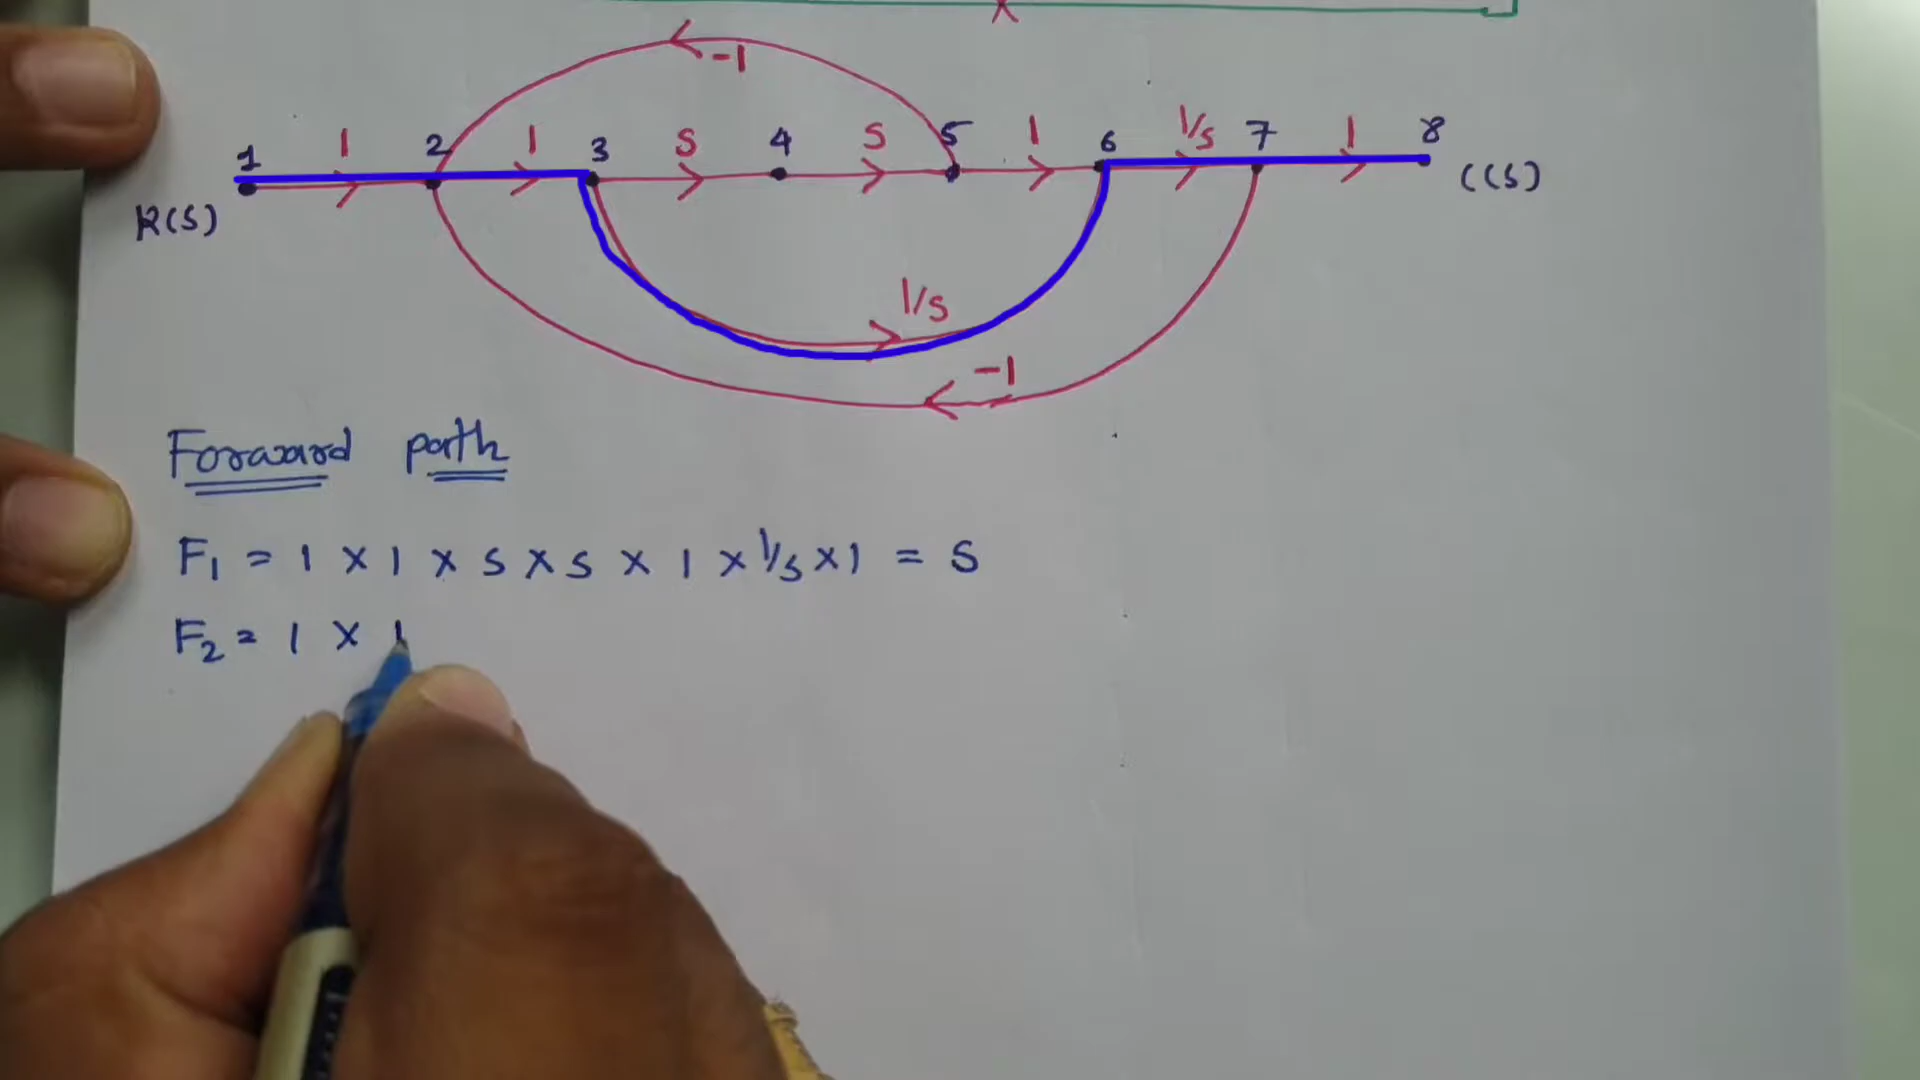 -1
1 1 2 1 3 S 4 S 5 1 6 1/S 7 1 8
R(S) C(S)
1/S
-1
Forward path
F1 = 1 X 1 X S X S X 1 X 1/S X 1 = S
F2 = 1 X 1